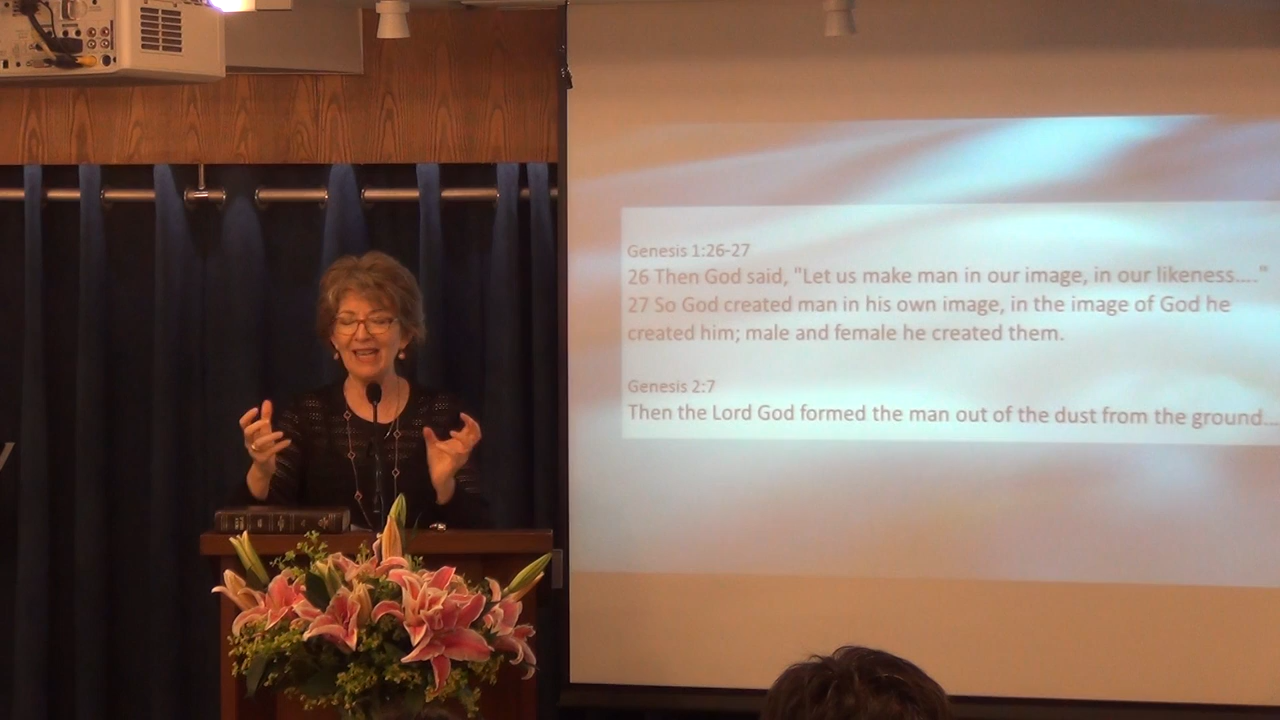 Genesis 1:26-27
26 Then God said, "Let us make man in our image, in our likeness...."
27 So God created man in his own image, in the image of God he
created him; male and female he created them.
Genesis 2:7
Then the Lord God formed the man out of the dust from the ground...